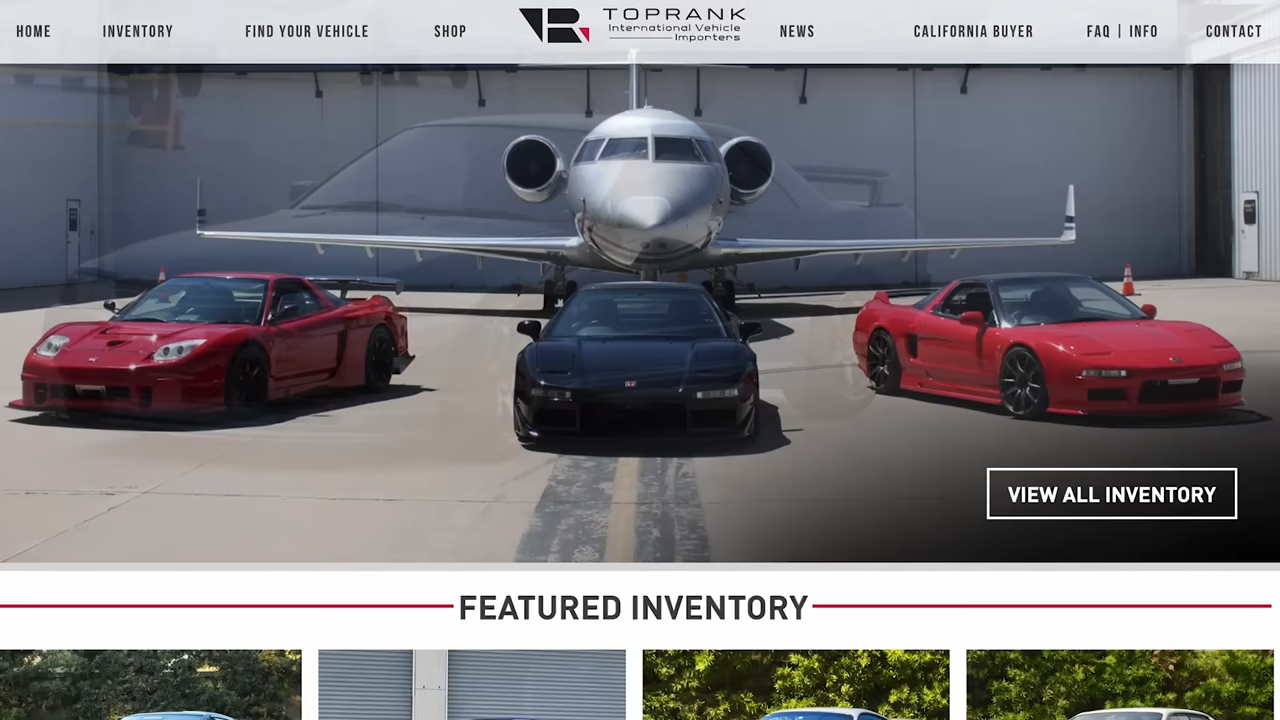 HOME
INVENTORY
FIND YOUR VEHICLE
SHOP
TOPRANK
International Vehicle
Importers
NEWS
CALIFORNIA BUYER
FAQ | INFO
CONTACT
VIEW ALL INVENTORY
FEATURED INVENTORY